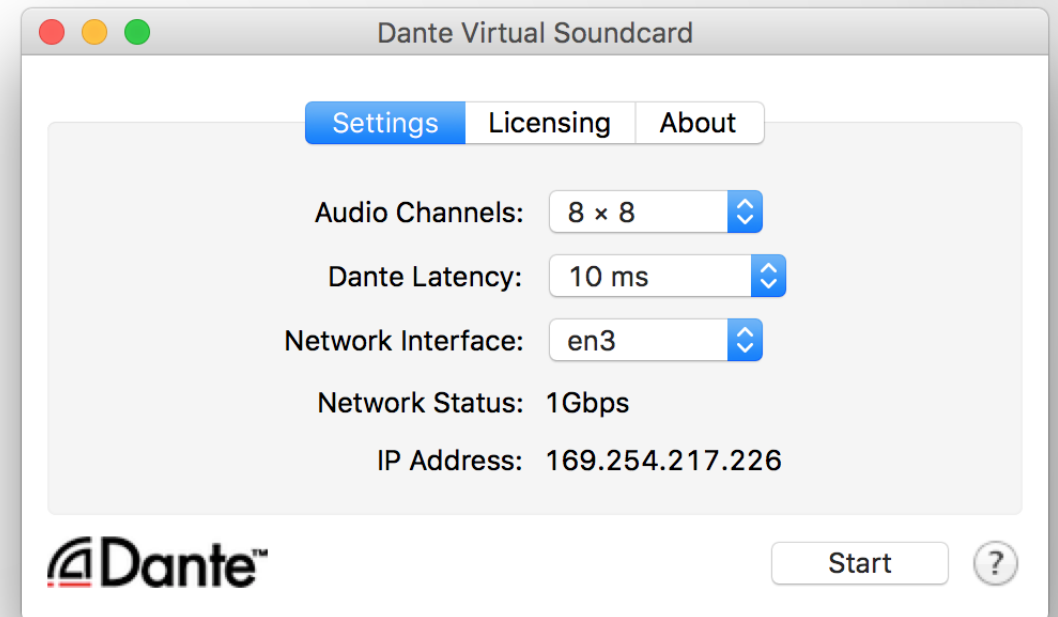 Dante Virtual Soundcard
Settings Licensing About
Audio Channels: 8 × 8
Dante Latency: 10 ms
Network Interface: en3
Network Status: 1Gbps
IP Address: 169.254.217.226
Dante™ Start ?